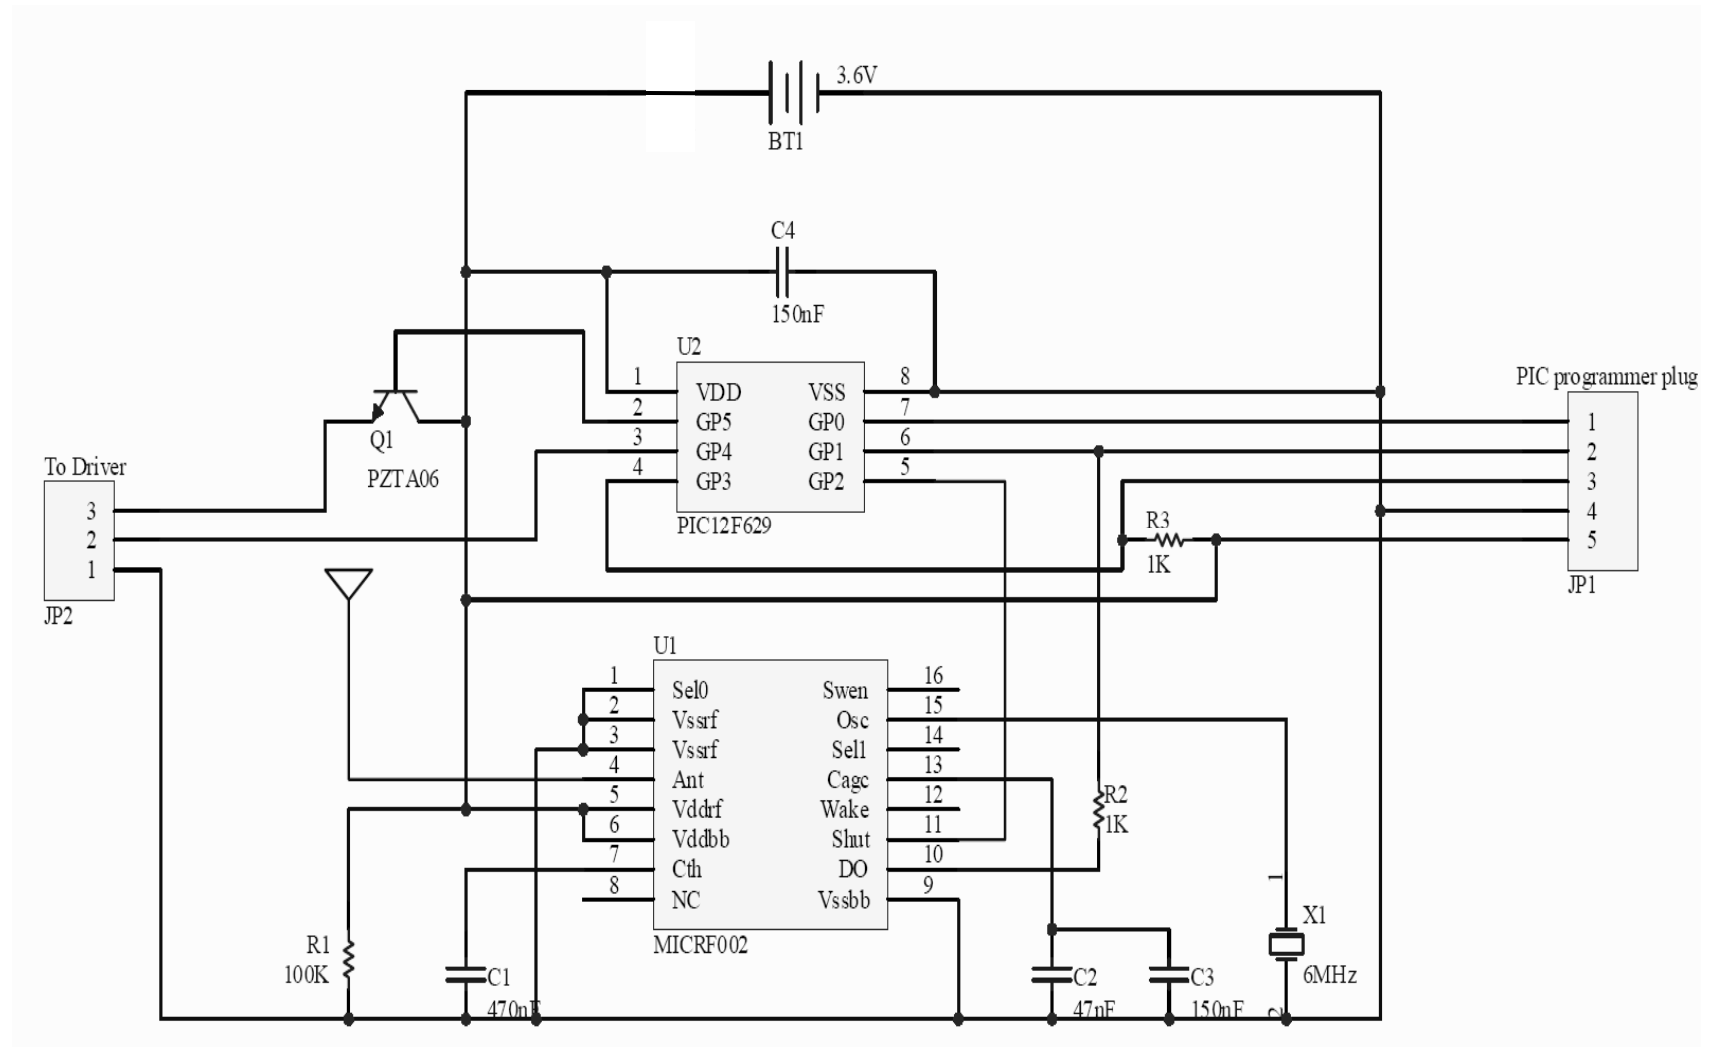 3.6V
BT1
C4
150nF
U2
1 VDD VSS 8
2 GP5 GP0 7
3 GP4 GP1 6
4 GP3 GP2 5
PIC12F629
Q1
PZTA06
To Driver
3
2
1
JP2
PIC programmer plug
1
2
3
4
5
JP1
R3
1K
U1
1 Sel0 Swen 16
2 Vssrf Osc 15
3 Vssrf Sel1 14
4 Ant Cagc 13
5 Vddrf Wake 12
6 Vddbb Shut 11
7 Cth DO 10
8 NC Vssbb 9
MICRF002
R2
1K
R1
100K
C1
470nF
C2
47nF
C3
150nF
1
X1
6MHz
2